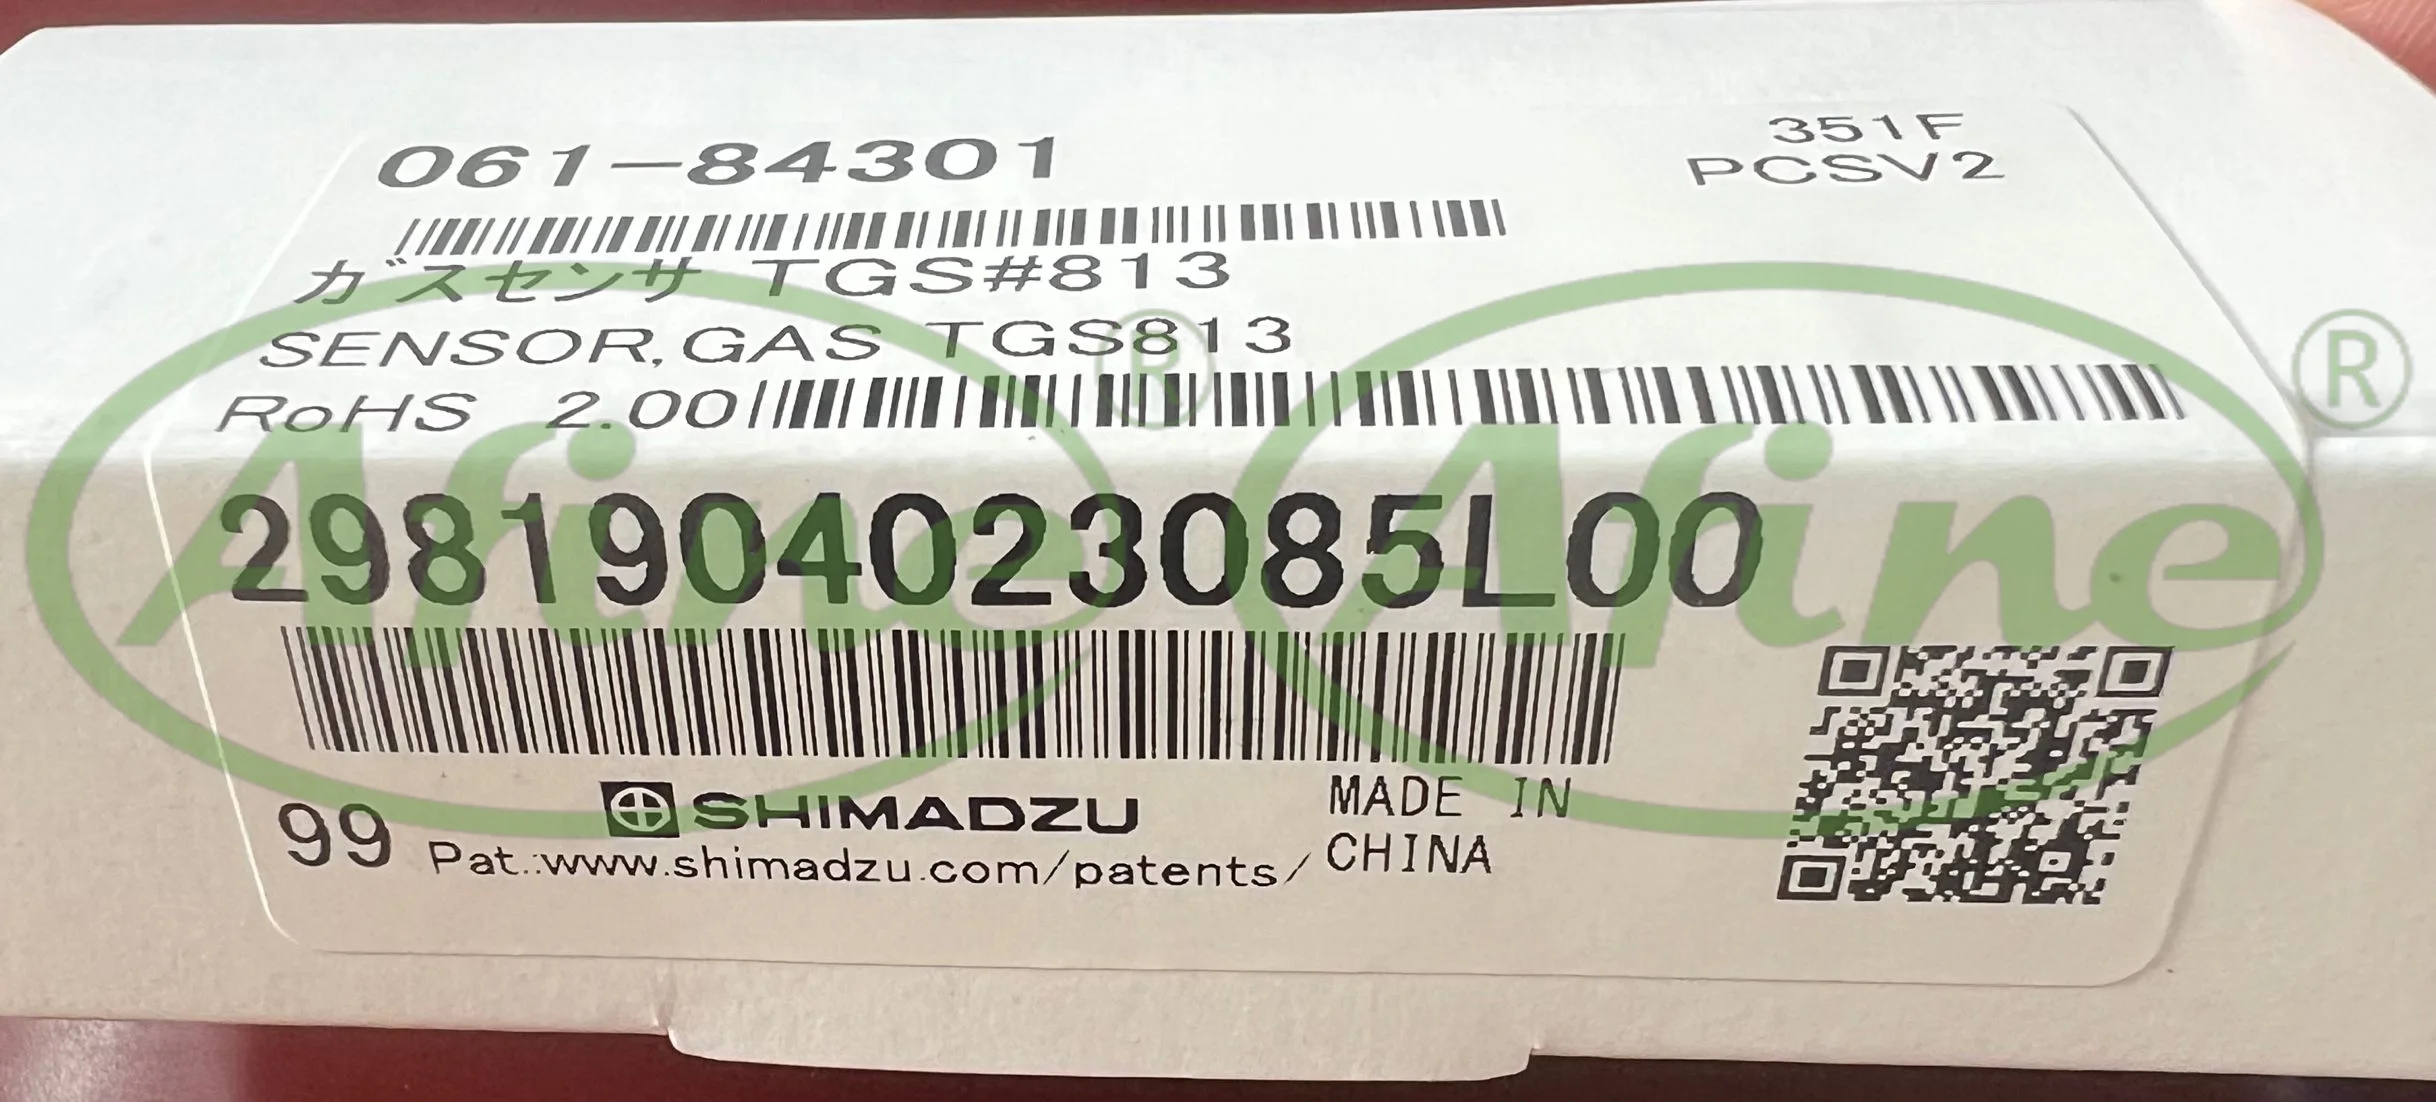 061-84301
351F
PCSV2
ガスセンサ TGS#813
SENSOR,GAS TGS813
RoHS 2.00
2981904023085L00
99
SHIMADZU
Pat.:www.shimadzu.com/patents/
MADE IN
CHINA
Afine®
Afine®